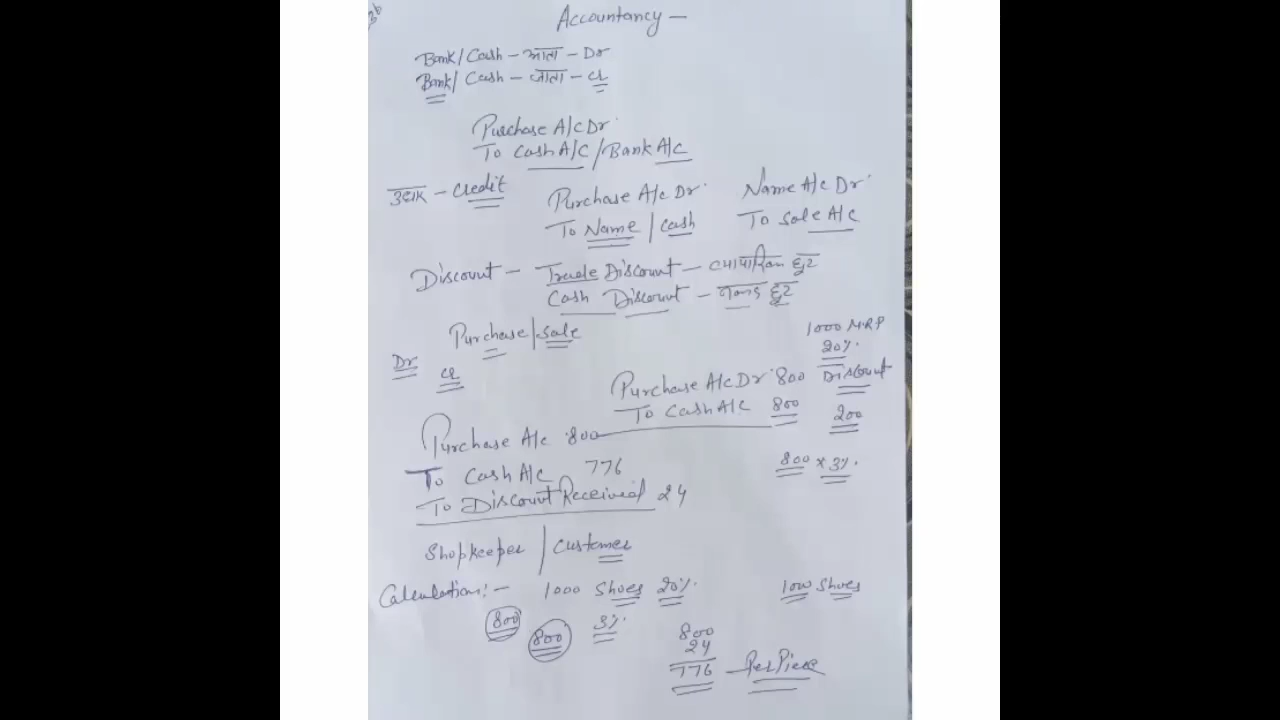 Accountancy —
Bank/Cash – आता – Dr
Bank/Cash – जाता – Cr
Purchase A/c Dr
To Cash A/C / Bank A/c
उधार – Credit
Purchase A/c Dr
To Name / Cash
Name A/c Dr
To Sale A/c
Discount – Trade Discount – व्यापारिक छूट
Cash Discount – नगद छूट
Purchase/Sale
Dr
Cr
1000 MRP
20%
Discount
200
Purchase A/c Dr 800
To Cash A/c 800
800 × 3%
Purchase A/c 800
To Cash A/c 776
To Discount Received 24
Shopkeeper / Customer
Calculation:– 1000 Shoes 20%
1000 Shoes
800
800
3%
800
24
776 – Per Piece